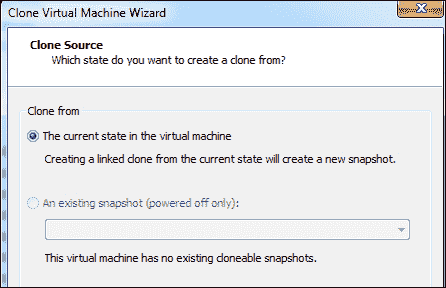 Clone Virtual Machine Wizard
Clone Source
Which state do you want to create a clone from?
Clone from
The current state in the virtual machine
Creating a linked clone from the current state will create a new snapshot.
An existing snapshot (powered off only):
This virtual machine has no existing cloneable snapshots.